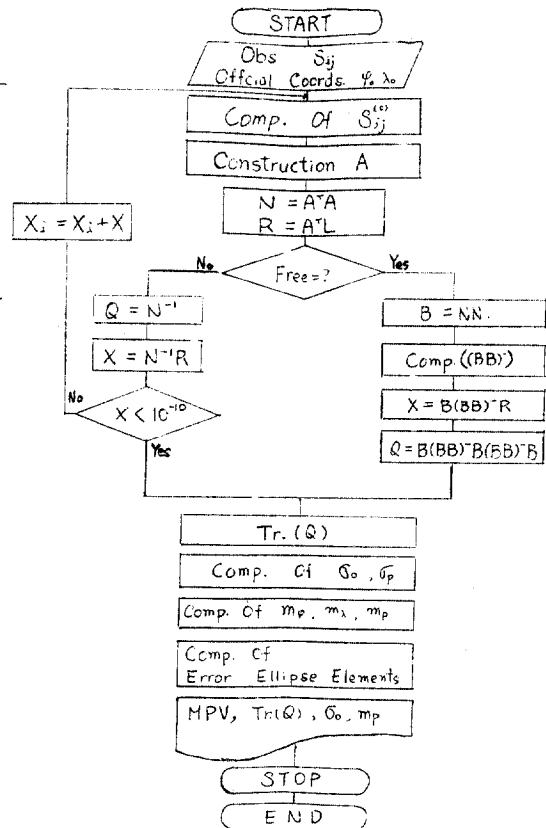 START
Obs Sij
Offcial Coords. φ₀ λ₀
Comp. Of Sij⁽⁰⁾
Construction A
N = AᵀA
R = AᵀL
Xi = Xi + X
Free=?
No
Yes
Q = N⁻¹
X = N⁻¹R
X < 10⁻¹⁰
No
Yes
B = NN.
Comp. ((BB)⁻)
X = B(BB)⁻R
Q = B(BB)⁻B(BB)⁻B
Tr. (Q)
Comp. Of σ₀, σp
Comp. Of mφ, mλ, mp
Comp. Of
Error Ellipse Elements
MPV, Tr(Q), σ₀, mp
STOP
END